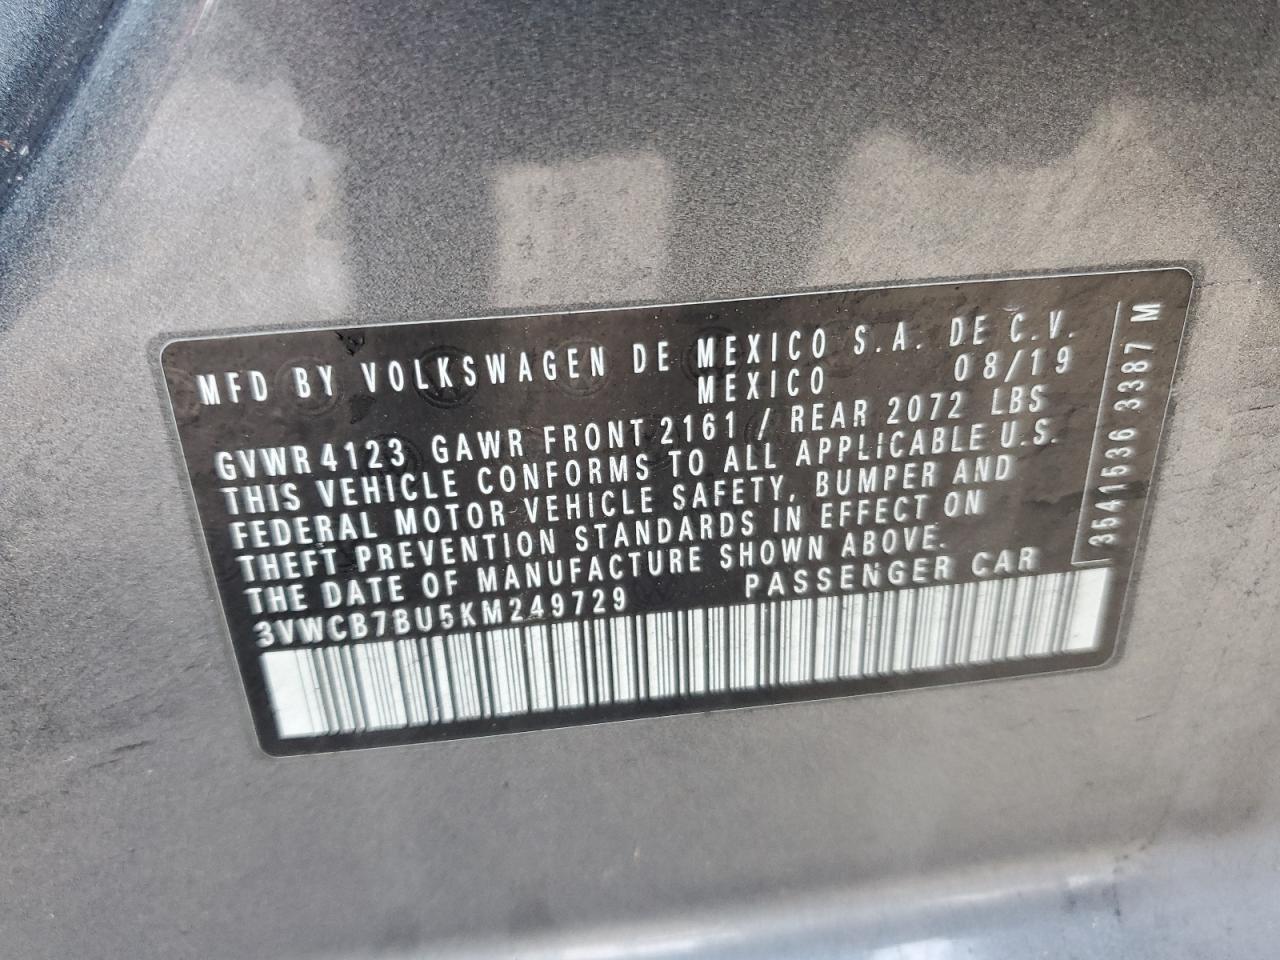 MFD BY VOLKSWAGEN DE MEXICO S.A. DE C.V.
MEXICO 08/19
GVWR 4123 GAWR FRONT 2161 / REAR 2072 LBS
THIS VEHICLE CONFORMS TO ALL APPLICABLE U.S.
FEDERAL MOTOR VEHICLE SAFETY, BUMPER AND
THEFT PREVENTION STANDARDS IN EFFECT ON
THE DATE OF MANUFACTURE SHOWN ABOVE.
3VWCB7BU5KM249729 PASSENGER CAR
3541536 3387 M